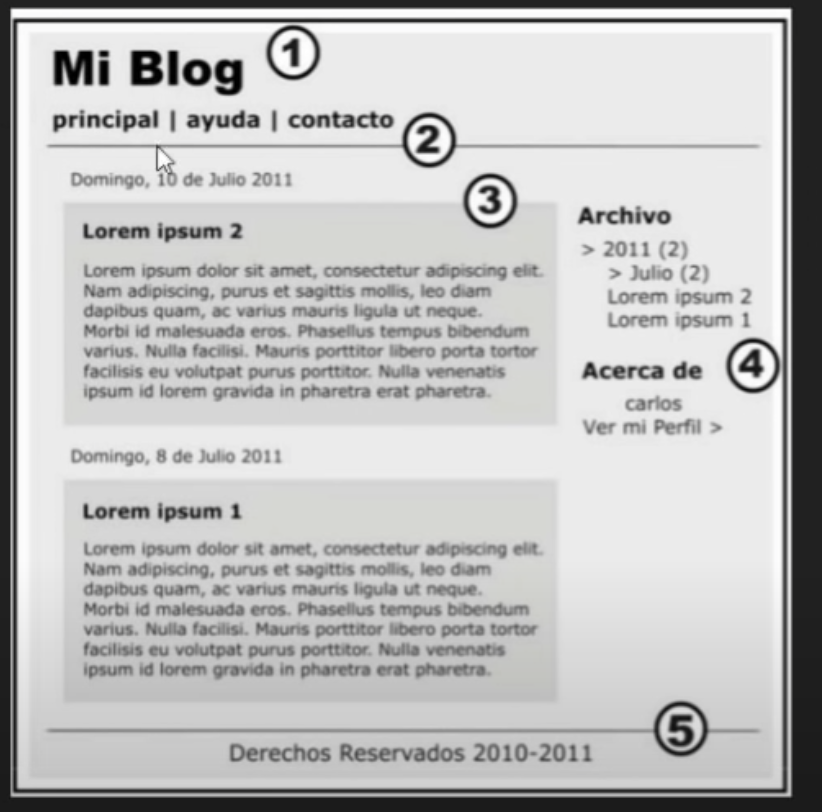 Mi Blog
1
principal | ayuda | contacto
2
Domingo, 10 de Julio 2011
3
Lorem ipsum 2
Lorem ipsum dolor sit amet, consectetur adipiscing elit.
Nam adipiscing, purus et sagittis mollis, leo diam
dapibus quam, ac varius mauris ligula ut neque.
Morbi id malesuada eros. Phasellus tempus bibendum
varius. Nulla facilisi. Mauris porttitor libero porta tortor
facilisis eu volutpat purus porttitor. Nulla venenatis
ipsum id lorem gravida in pharetra erat pharetra.
Domingo, 8 de Julio 2011
Lorem ipsum 1
Lorem ipsum dolor sit amet, consectetur adipiscing elit.
Nam adipiscing, purus et sagittis mollis, leo diam
dapibus quam, ac varius mauris ligula ut neque.
Morbi id malesuada eros. Phasellus tempus bibendum
varius. Nulla facilisi. Mauris porttitor libero porta tortor
facilisis eu volutpat purus porttitor. Nulla venenatis
ipsum id lorem gravida in pharetra erat pharetra.
Archivo
> 2011 (2)
> Julio (2)
Lorem ipsum 2
Lorem ipsum 1
Acerca de
4
carlos
Ver mi Perfil >
5
Derechos Reservados 2010-2011